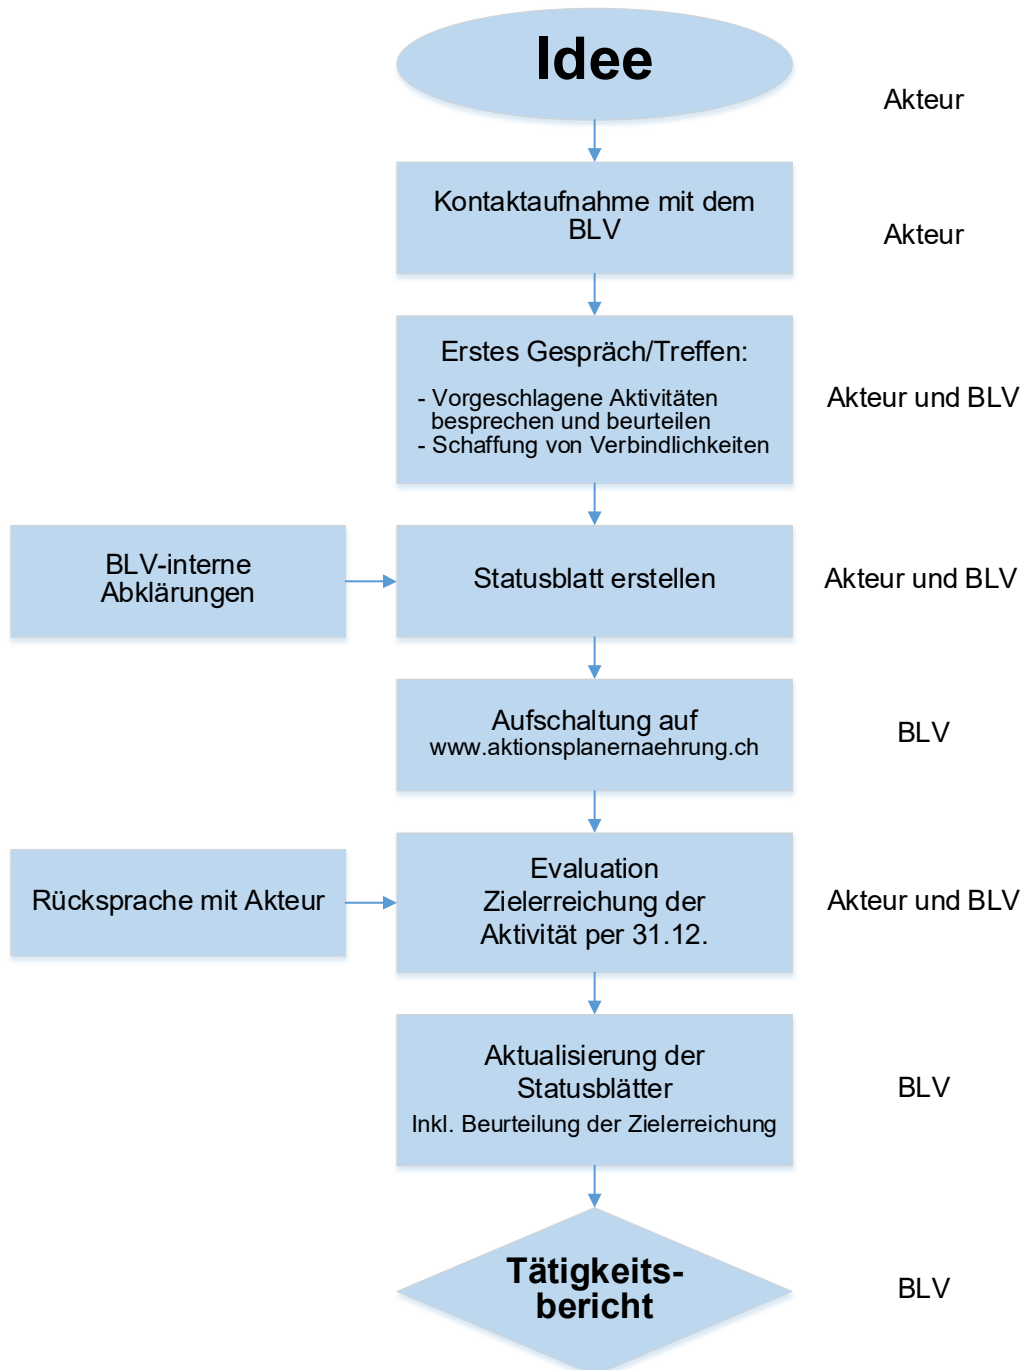 Idee
Akteur
Kontaktaufnahme mit dem
BLV
Akteur
Erstes Gespräch/Treffen:
- Vorgeschlagene Aktivitäten
besprechen und beurteilen
- Schaffung von Verbindlichkeiten
Akteur und BLV
BLV-interne
Abklärungen
Statusblatt erstellen
Akteur und BLV
Aufschaltung auf
www.aktionsplanernaehrung.ch
BLV
Rücksprache mit Akteur
Evaluation
Zielerreichung der
Aktivität per 31.12.
Akteur und BLV
Aktualisierung der
Statusblätter
Inkl. Beurteilung der Zielerreichung
BLV
Tätigkeits-
bericht
BLV